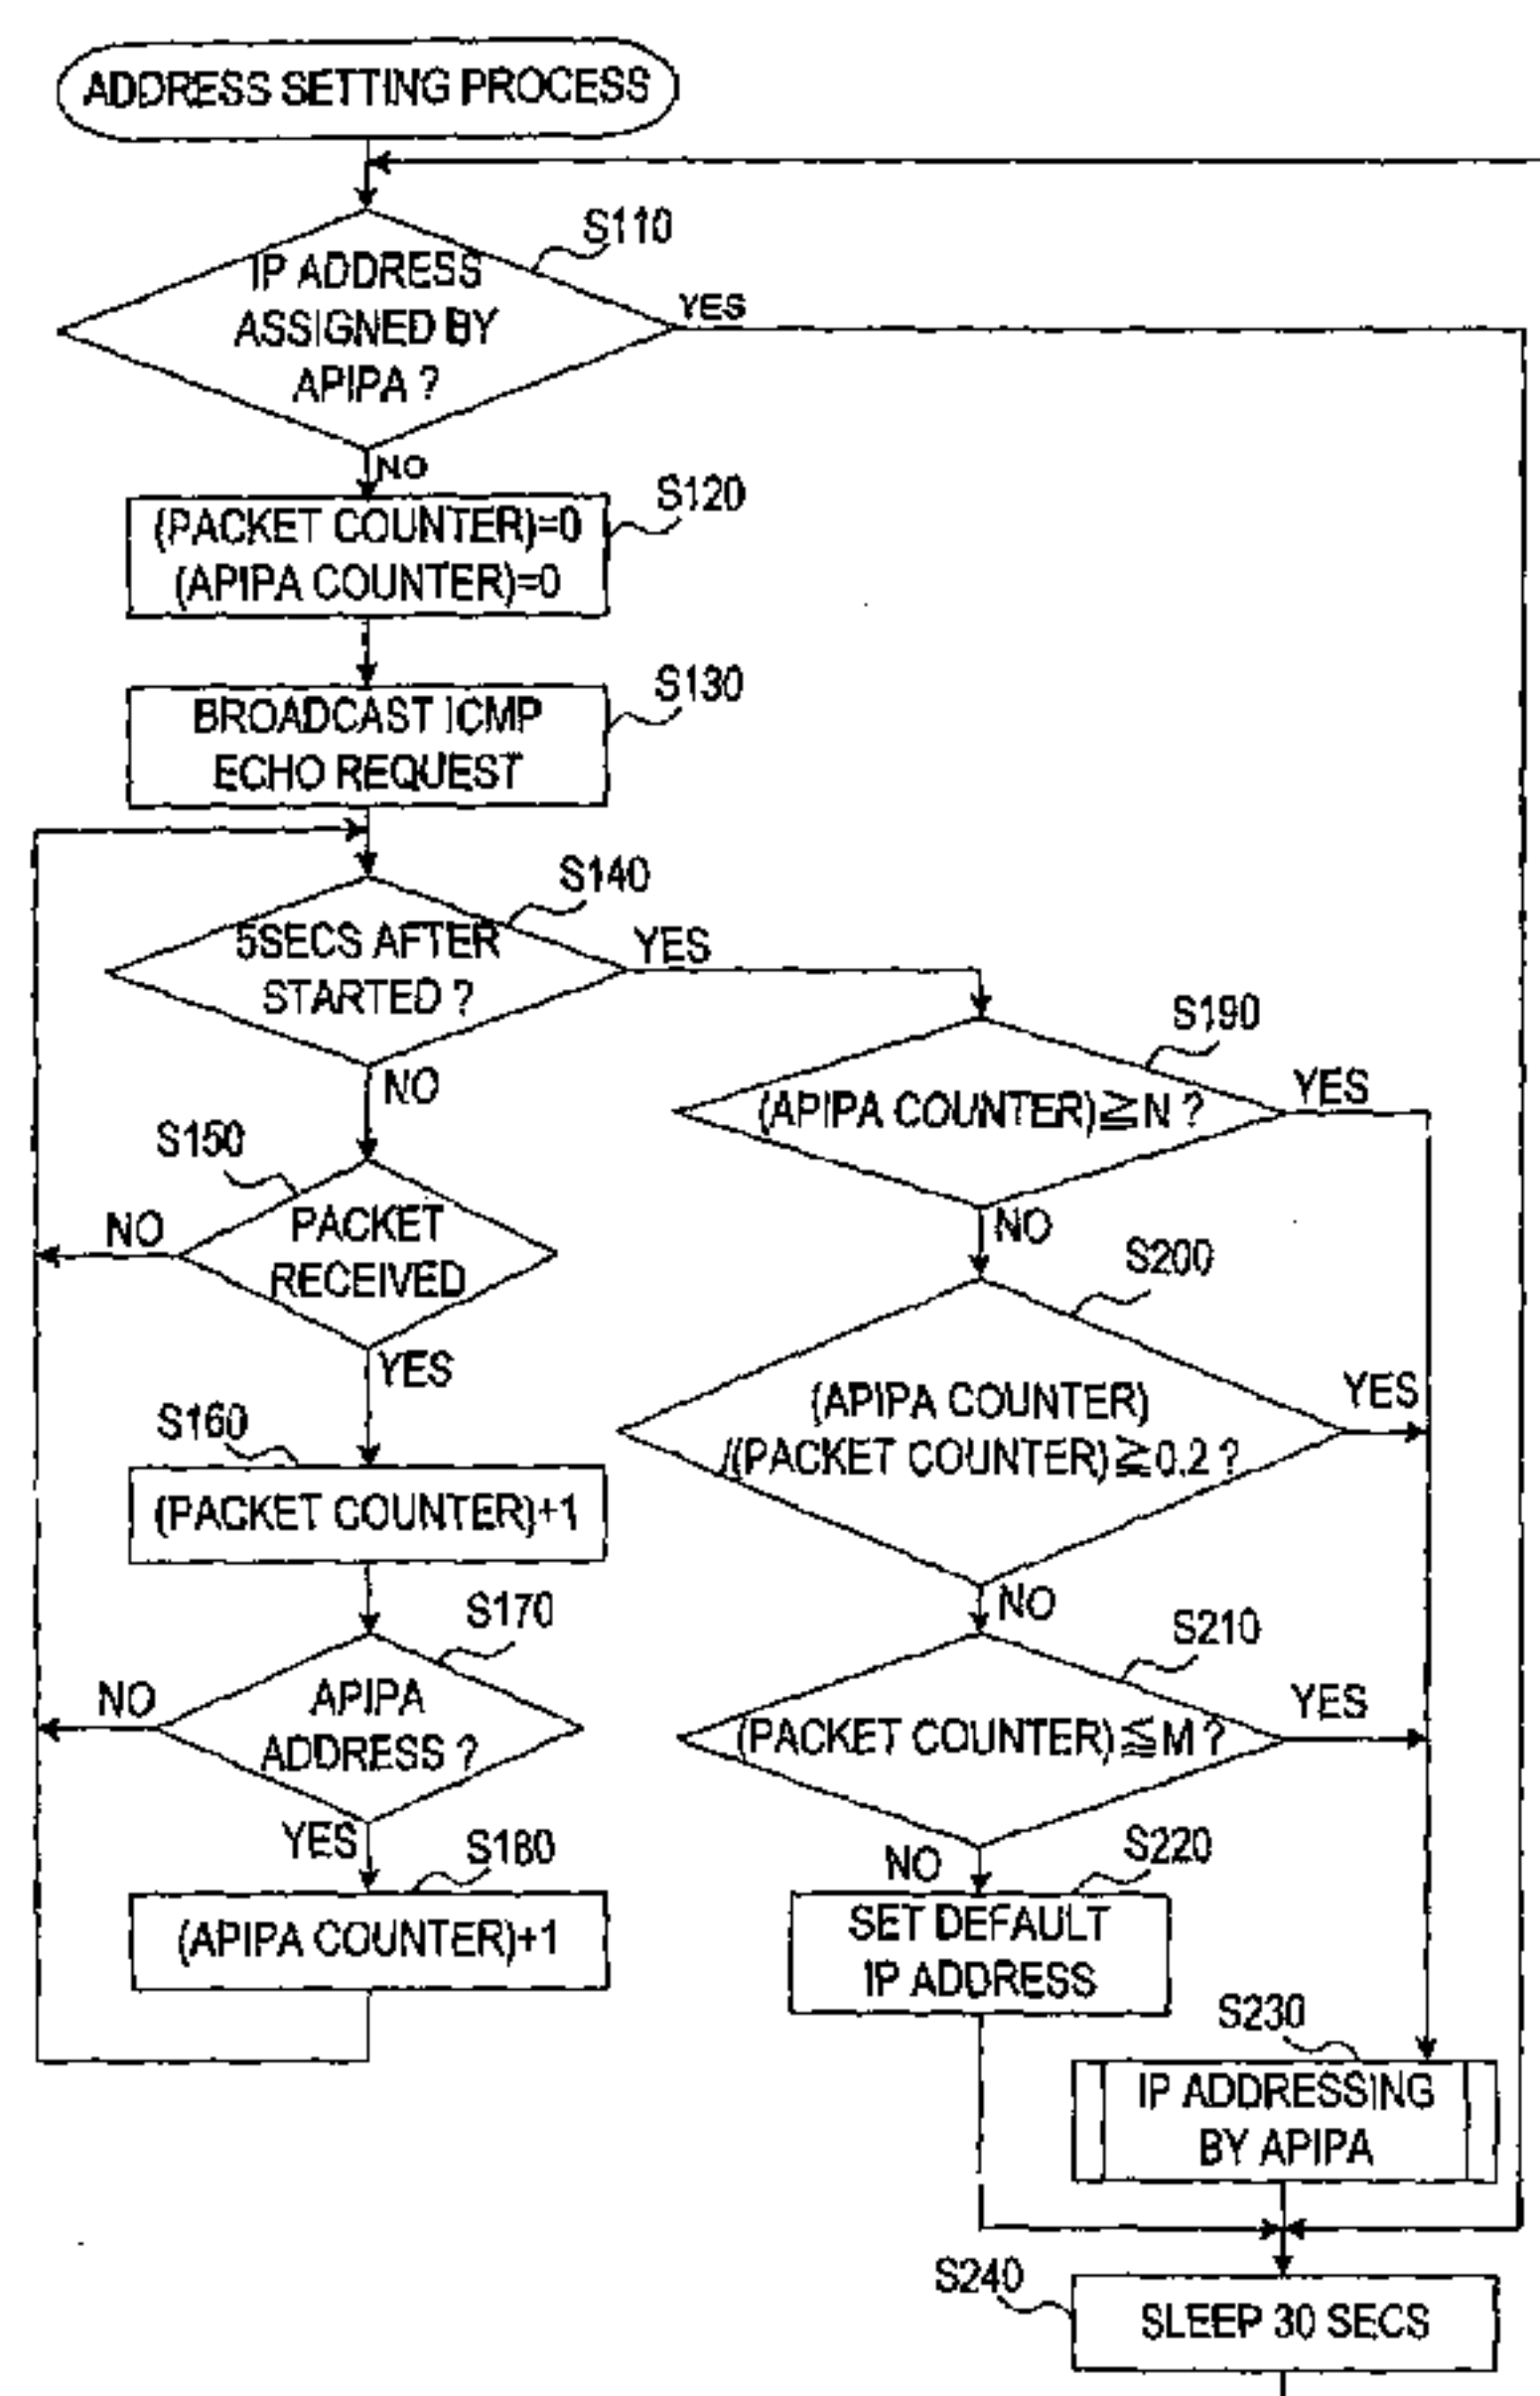 ADDRESS SETTING PROCESS
S110
IP ADDRESS
ASSIGNED BY
APIPA ?
YES
NO
S120
(PACKET COUNTER)=0
(APIPA COUNTER)=0
S130
BROADCAST ICMP
ECHO REQUEST
S140
5SECS AFTER
STARTED ?
YES
NO
S150
PACKET
RECEIVED
NO
YES
S160
(PACKET COUNTER)+1
S170
APIPA
ADDRESS ?
NO
YES
S180
(APIPA COUNTER)+1
S190
(APIPA COUNTER)≧N ?
YES
NO
S200
(APIPA COUNTER)
/(PACKET COUNTER)≧0.2 ?
YES
NO
S210
(PACKET COUNTER)≦M ?
YES
NO
S220
SET DEFAULT
IP ADDRESS
S230
IP ADDRESSING
BY APIPA
S240
SLEEP 30 SECS